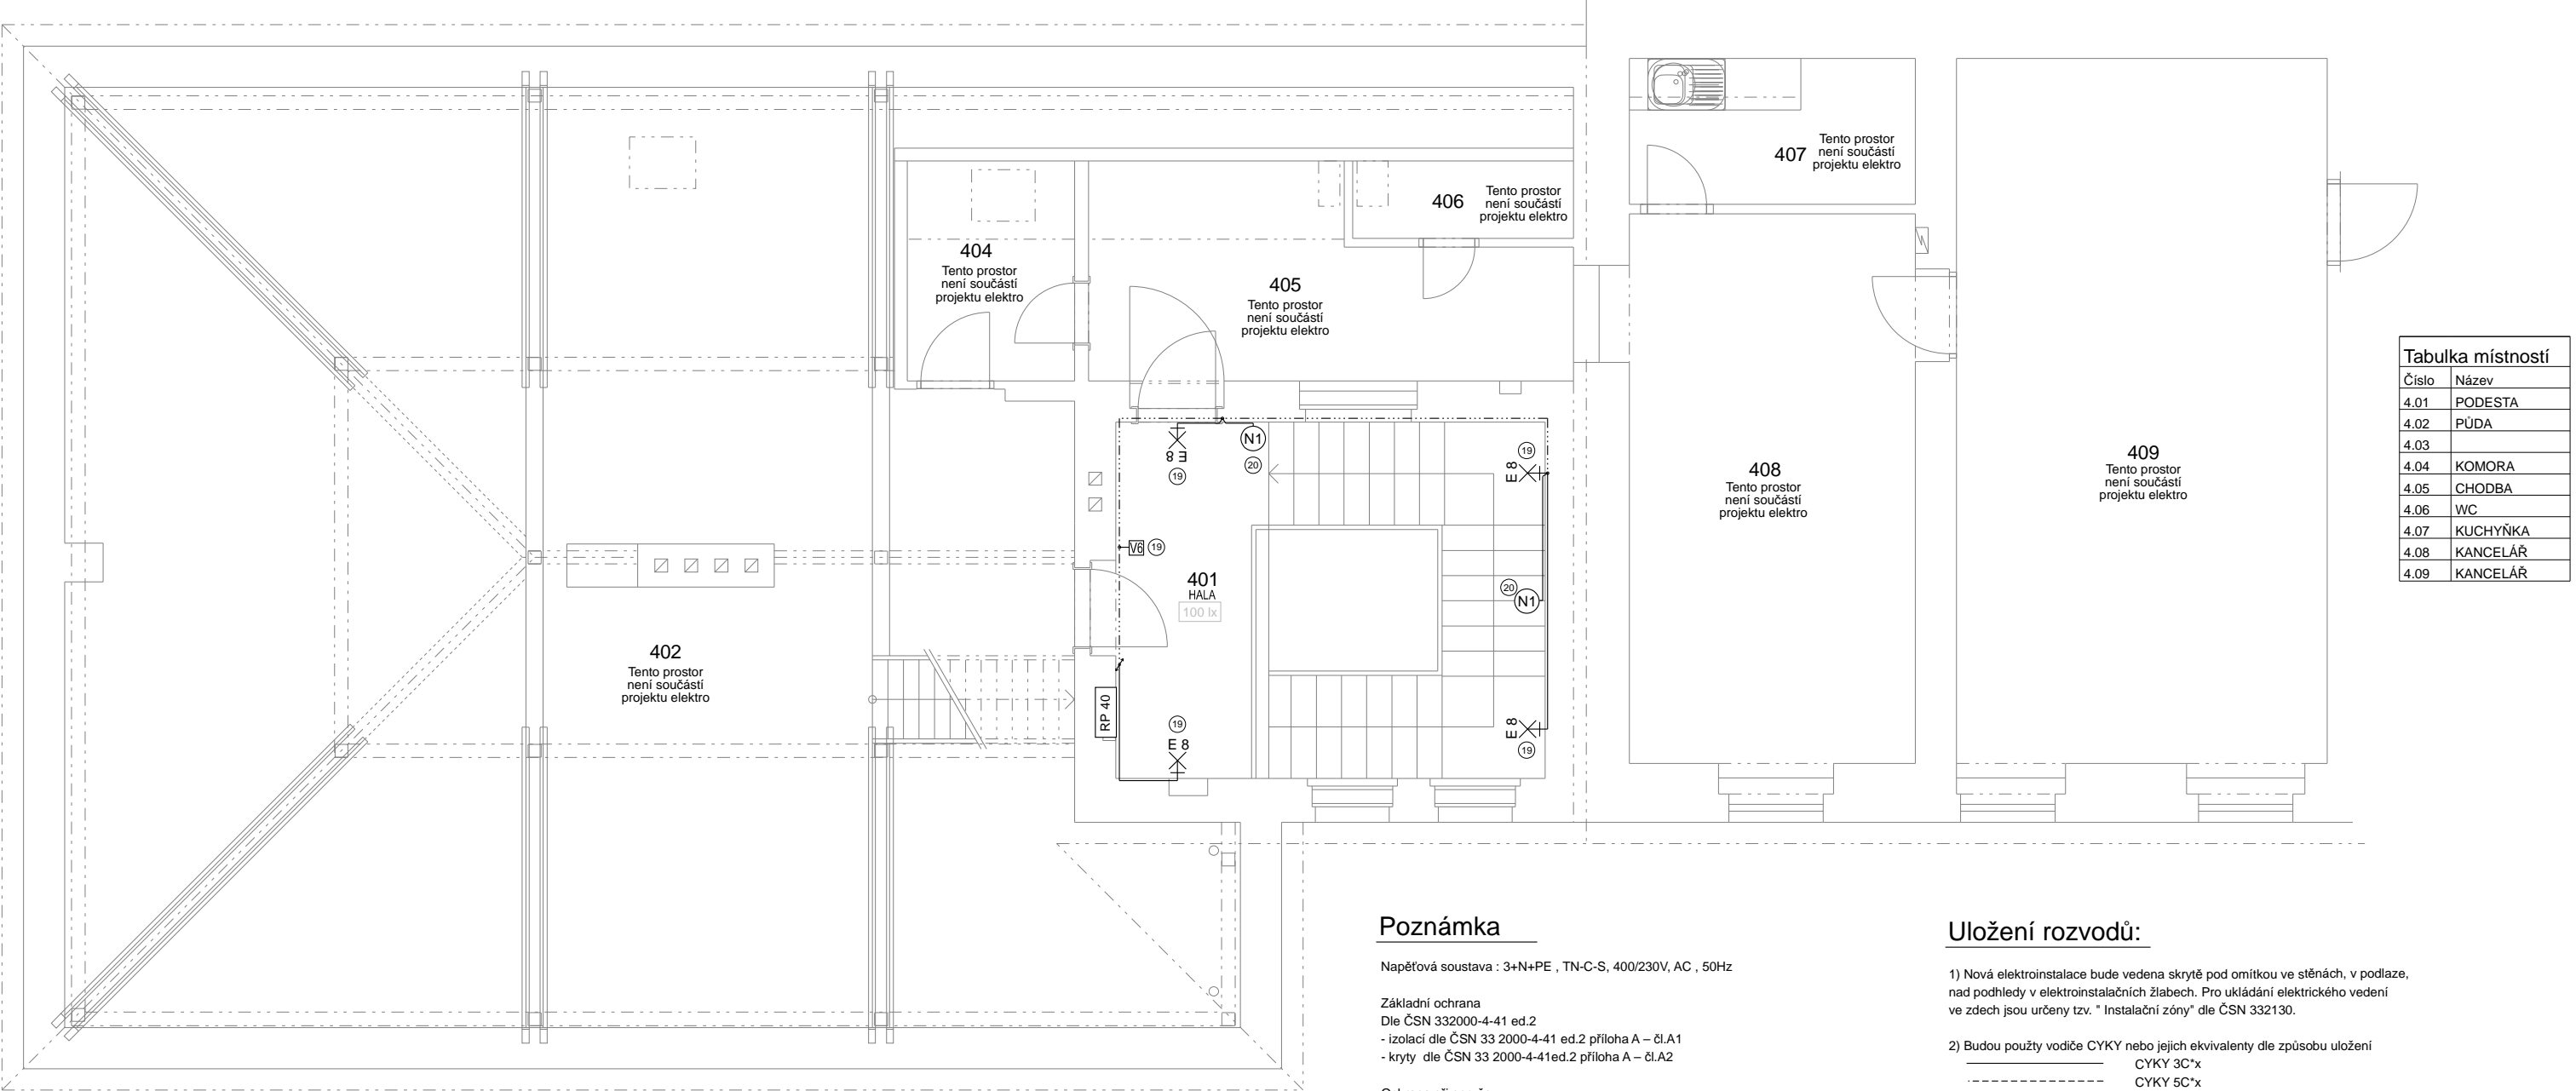 407
Tento prostor
není součástí
projektu elektro
406
Tento prostor
není součástí
projektu elektro
404
Tento prostor
není součástí
projektu elektro
405
Tento prostor
není součástí
projektu elektro
Tabulka místností
Číslo Název
4.01 PODESTA
4.02 PŮDA
4.03
4.04 KOMORA
4.05 CHODBA
4.06 WC
4.07 KUCHYŇKA
4.08 KANCELÁŘ
4.09 KANCELÁŘ
E 8
19
N1
20
19
E 8
409
Tento prostor
není součástí
projektu elektro
408
Tento prostor
není součástí
projektu elektro
V6
19
401
HALA
100 lx
20
N1
402
Tento prostor
není součástí
projektu elektro
RP 40
19
E 8
E 8
19
Poznámka
Napěťová soustava : 3+N+PE , TN-C-S, 400/230V, AC , 50Hz
Základní ochrana
Dle ČSN 332000-4-41 ed.2
- izolací dle ČSN 33 2000-4-41 ed.2 příloha A – čl.A1
- kryty dle ČSN 33 2000-4-41ed.2 příloha A – čl.A2
Uložení rozvodů:
1) Nová elektroinstalace bude vedena skrytě pod omítkou ve stěnách, v podlaze,
nad podhledy v elektroinstalačních žlabech. Pro ukládání elektrického vedení
ve zdech jsou určeny tzv. " Instalační zóny" dle ČSN 332130.
2) Budou použty vodiče CYKY nebo jejich ekvivalenty dle způsobu uložení
CYKY 3C*x
CYKY 5C*x